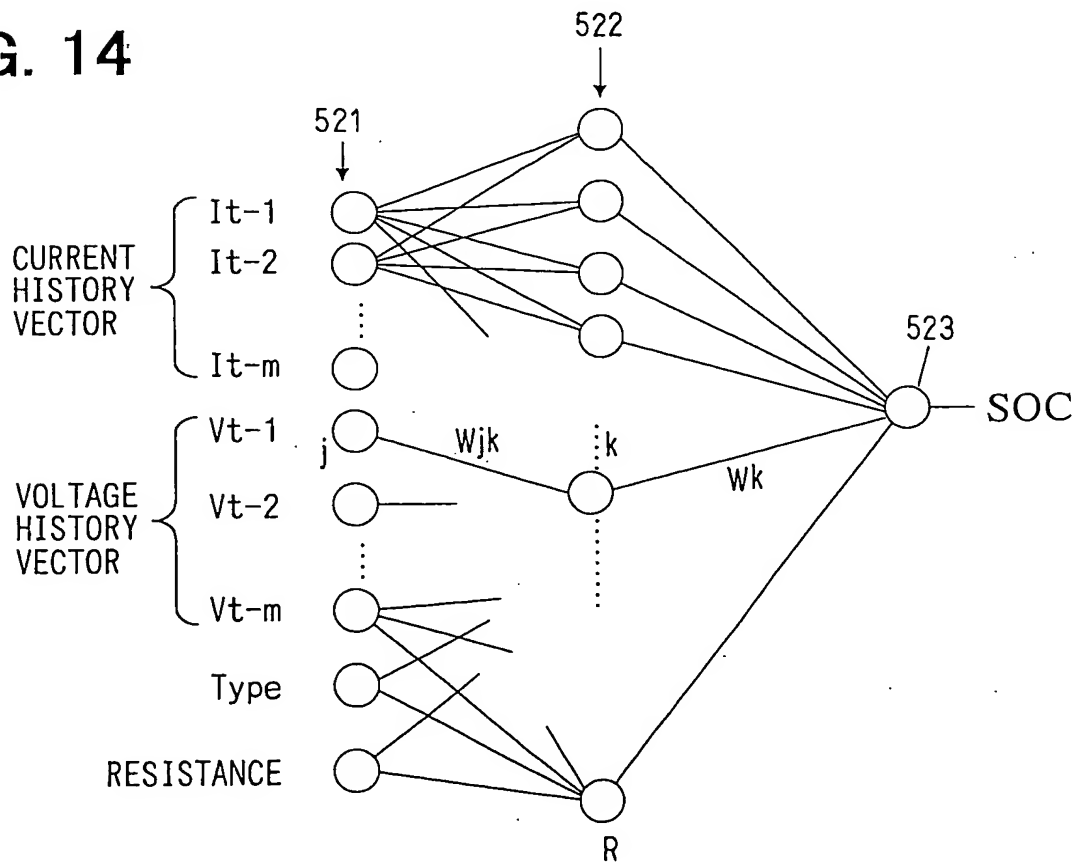 G. 14
522
521
It-1
CURRENT
HISTORY
VECTOR
It-2
It-m
523
SOC
Vt-1
j
Wjk
k
Wk
VOLTAGE
HISTORY
VECTOR
Vt-2
Vt-m
Type
RESISTANCE
R